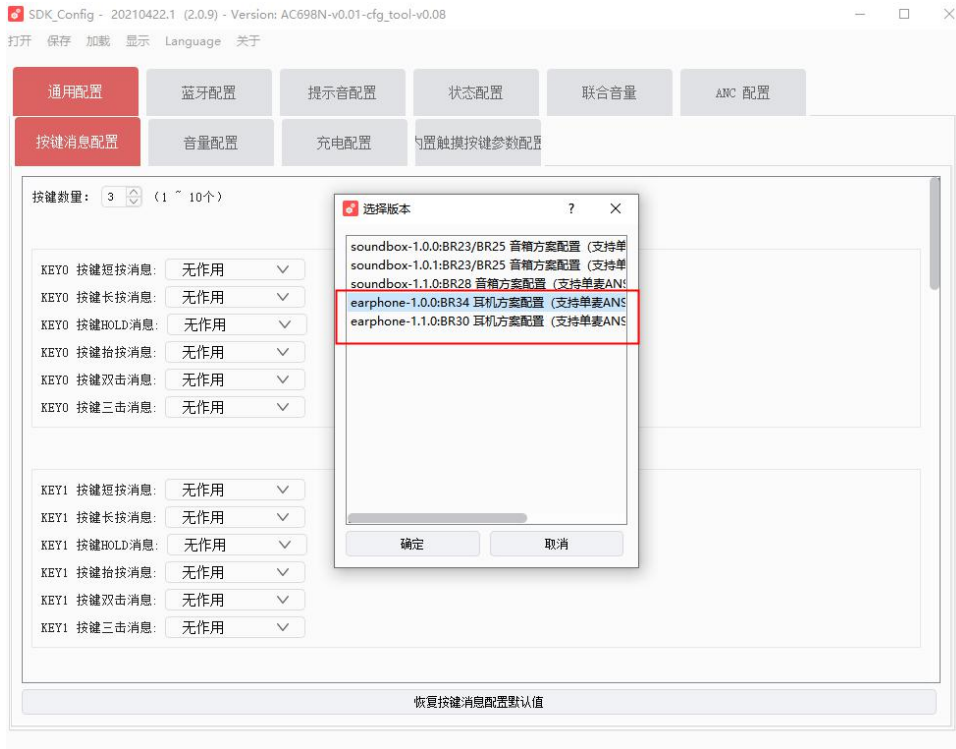 SDK_Config - 20210422.1 (2.0.9) - Version: AC698N-v0.01-cfg_tool-v0.08
打开 保存 加载 显示 Language 关于
通用配置 蓝牙配置 提示音配置 状态配置 联合音量 ANC 配置
按键消息配置 音量配置 充电配置 内置触摸按键参数配置
按键数量: 3 (1 ~ 10个)
KEY0 按键短按消息: 无作用
KEY0 按键长按消息: 无作用
KEY0 按键HOLD消息: 无作用
KEY0 按键抬按消息: 无作用
KEY0 按键双击消息: 无作用
KEY0 按键三击消息: 无作用
KEY1 按键短按消息: 无作用
KEY1 按键长按消息: 无作用
KEY1 按键HOLD消息: 无作用
KEY1 按键抬按消息: 无作用
KEY1 按键双击消息: 无作用
KEY1 按键三击消息: 无作用
选择版本 ?
soundbox-1.0.0:BR23/BR25 音箱方案配置 (支持单
soundbox-1.0.1:BR23/BR25 音箱方案配置 (支持单
soundbox-1.1.0:BR28 音箱方案配置 (支持单麦ANS
earphone-1.0.0:BR34 耳机方案配置 (支持单麦ANS
earphone-1.1.0:BR30 耳机方案配置 (支持单麦ANS
确定 取消
恢复按键消息配置默认值